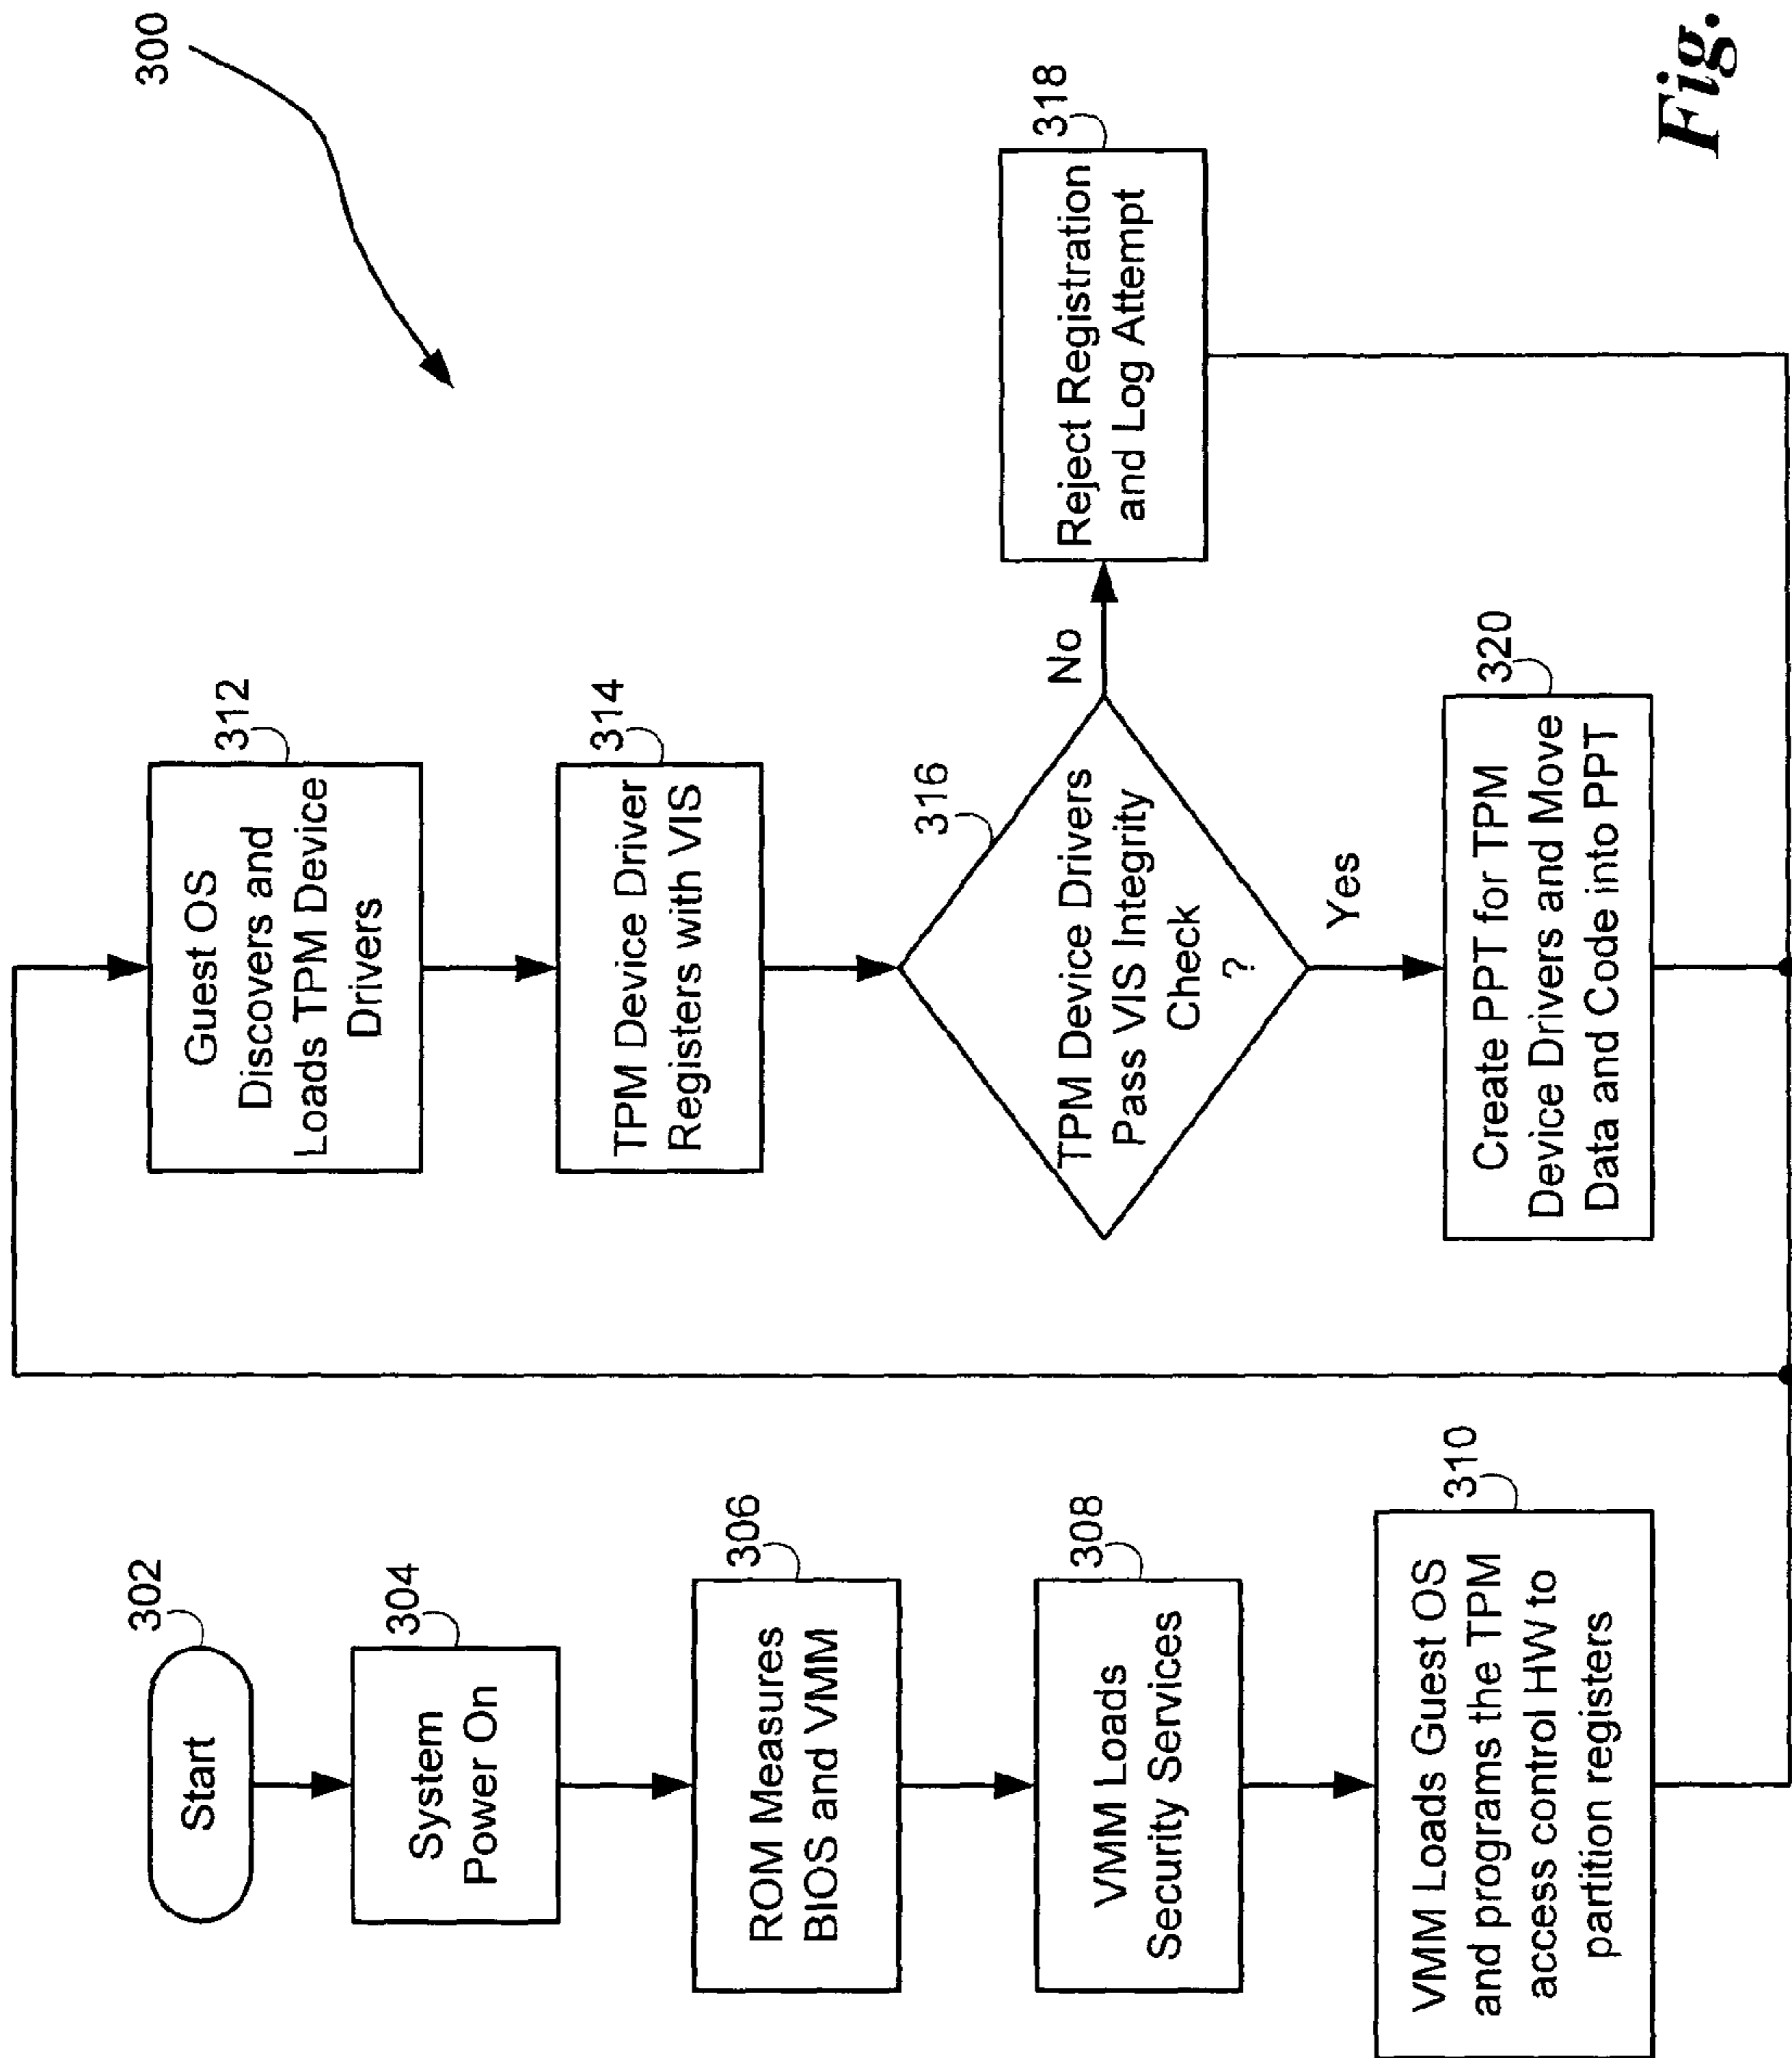 300
302
Start
304
System
Power On
306
ROM Measures
BIOS and VMM
308
VMM Loads
Security Services
310
VMM Loads Guest OS
and programs the TPM
access control HW to
partition registers
312
Guest OS
Discovers and
Loads TPM Device
Drivers
314
TPM Device Driver
Registers with VIS
316
TPM Device Drivers
Pass VIS Integrity
Check
?
No
Yes
318
Reject Registration
and Log Attempt
320
Create PPT for TPM
Device Drivers and Move
Data and Code into PPT
Fig.